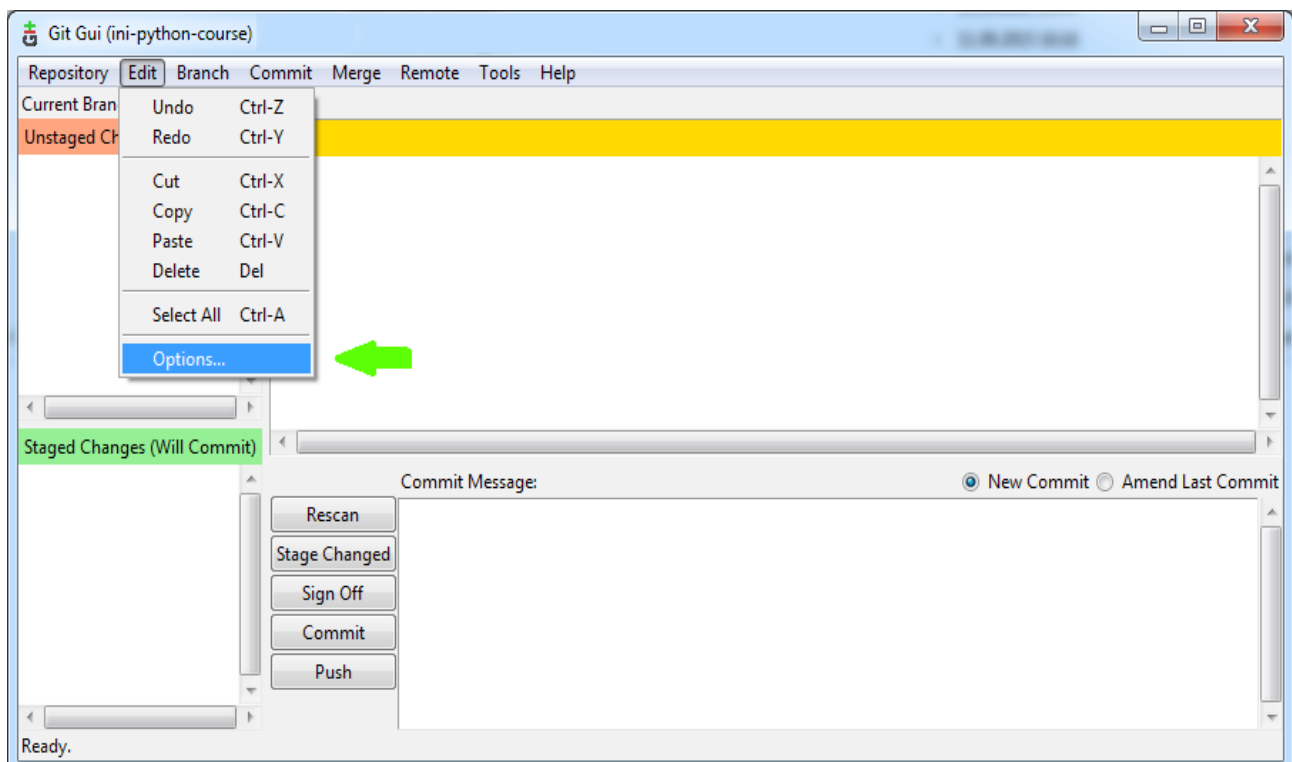 Git Gui (ini-python-course)
Repository Edit Branch Commit Merge Remote Tools Help
Current Bran
Unstaged Ch
Undo Ctrl-Z
Redo Ctrl-Y
Cut Ctrl-X
Copy Ctrl-C
Paste Ctrl-V
Delete Del
Select All Ctrl-A
Options...
Staged Changes (Will Commit)
Commit Message:
New Commit Amend Last Commit
Rescan
Stage Changed
Sign Off
Commit
Push
Ready.